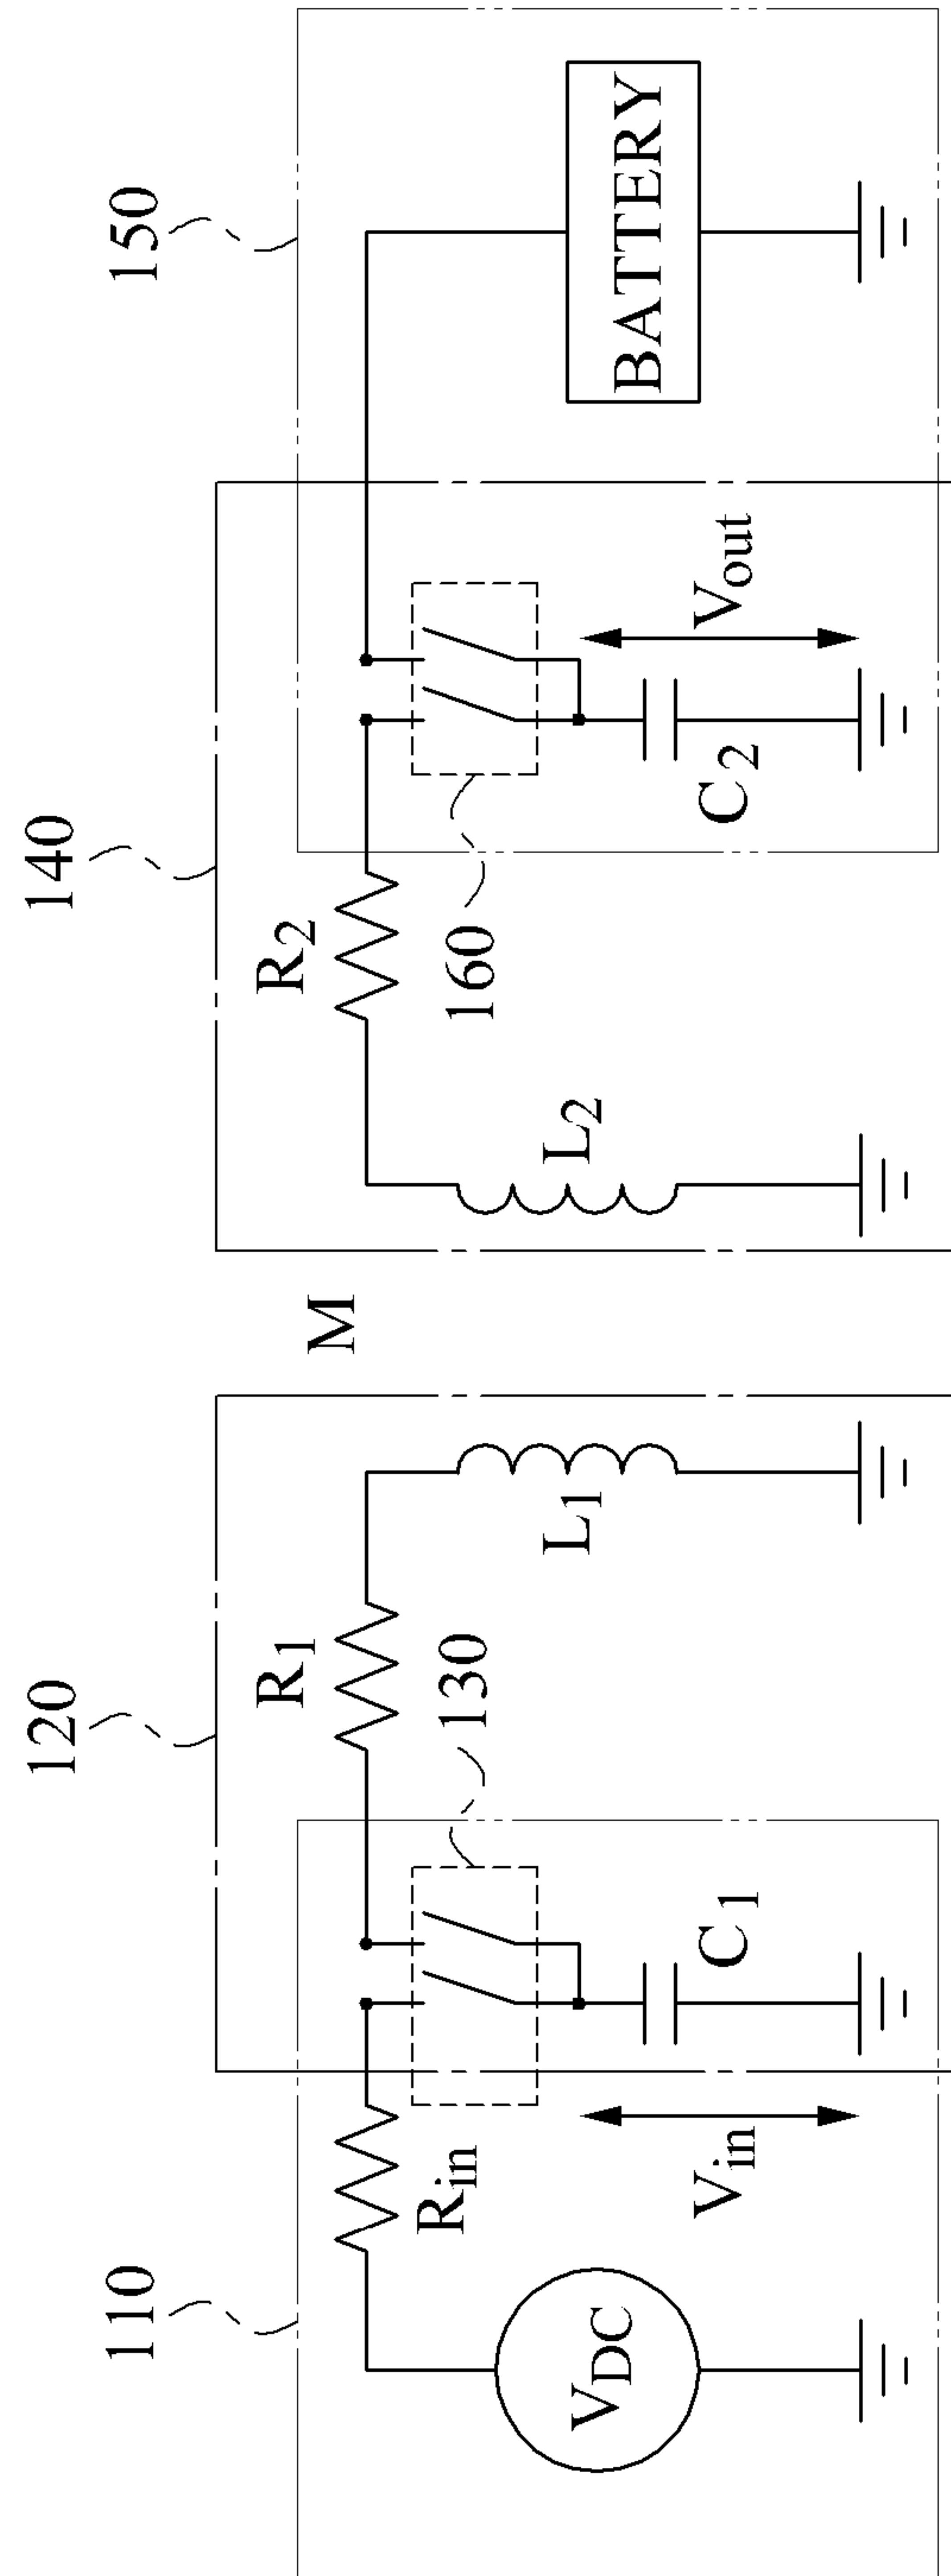 110
120
140
150
R1
M
R2
Rin
130
160
VDC
Vin
C1
L1
L2
C2
Vout
BATTERY